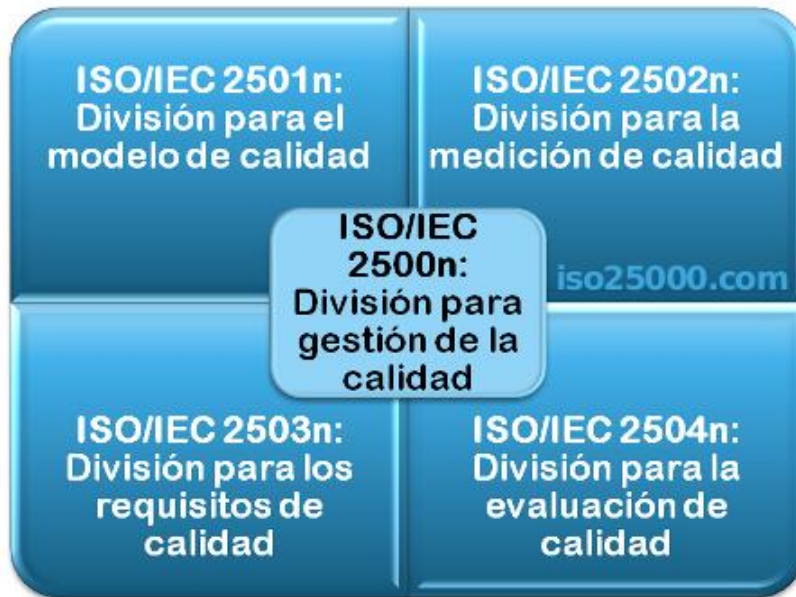 ISO/IEC 2501n:
División para el
modelo de calidad
ISO/IEC 2502n:
División para la
medición de calidad
ISO/IEC
2500n:
División para
gestión de la
calidad
iso25000.com
ISO/IEC 2503n:
División para los
requisitos de
calidad
ISO/IEC 2504n:
División para la
evaluación de
calidad